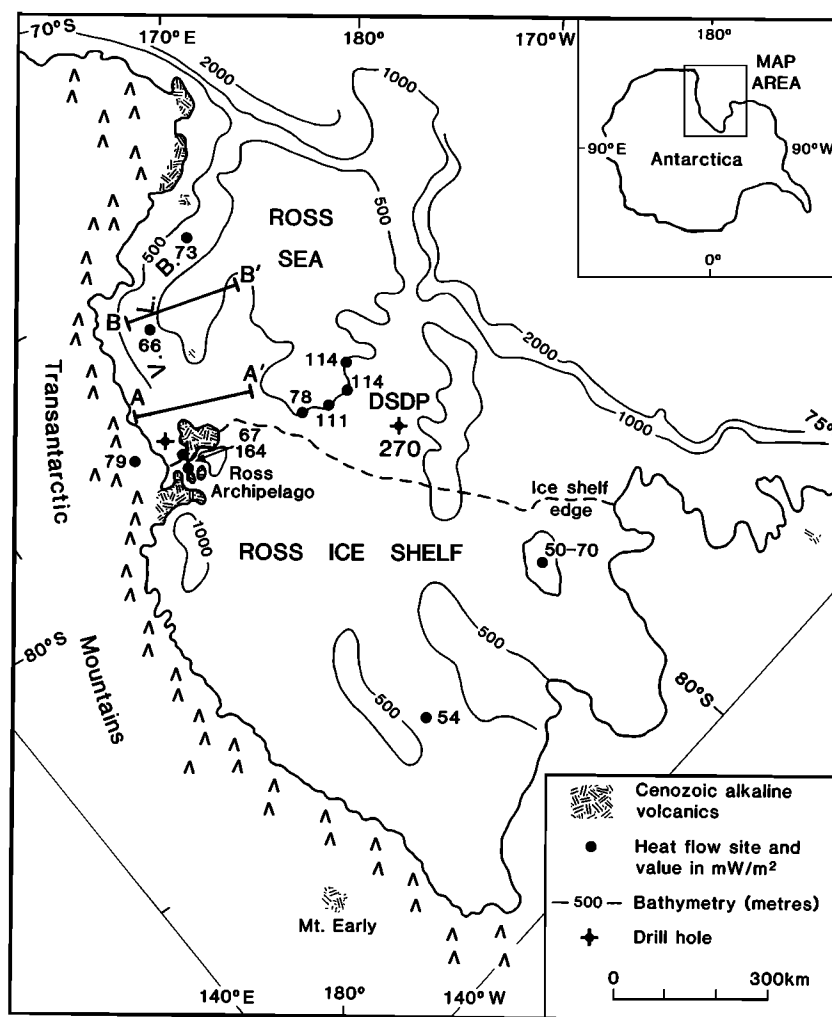 70°S
170°E
180°
170°W
2000
1000
180°
MAP
AREA
90°E
90°W
Antarctica
0°
ROSS
SEA
500
500
73
V. L. B.
B
B'
66
A
A'
114
114
78
111
DSDP
270
2000
1000
75°
67
164
79
Ross
Archipelago
Ice shelf
edge
Transantarctic
Mountains
1000
ROSS ICE SHELF
50-70
80°S
500
500
54
80°S
Mt. Early
140°E
180°
140°W
Cenozoic alkaline
volcanics
Heat flow site and
value in mW/m²
500 Bathymetry (metres)
Drill hole
0 300km